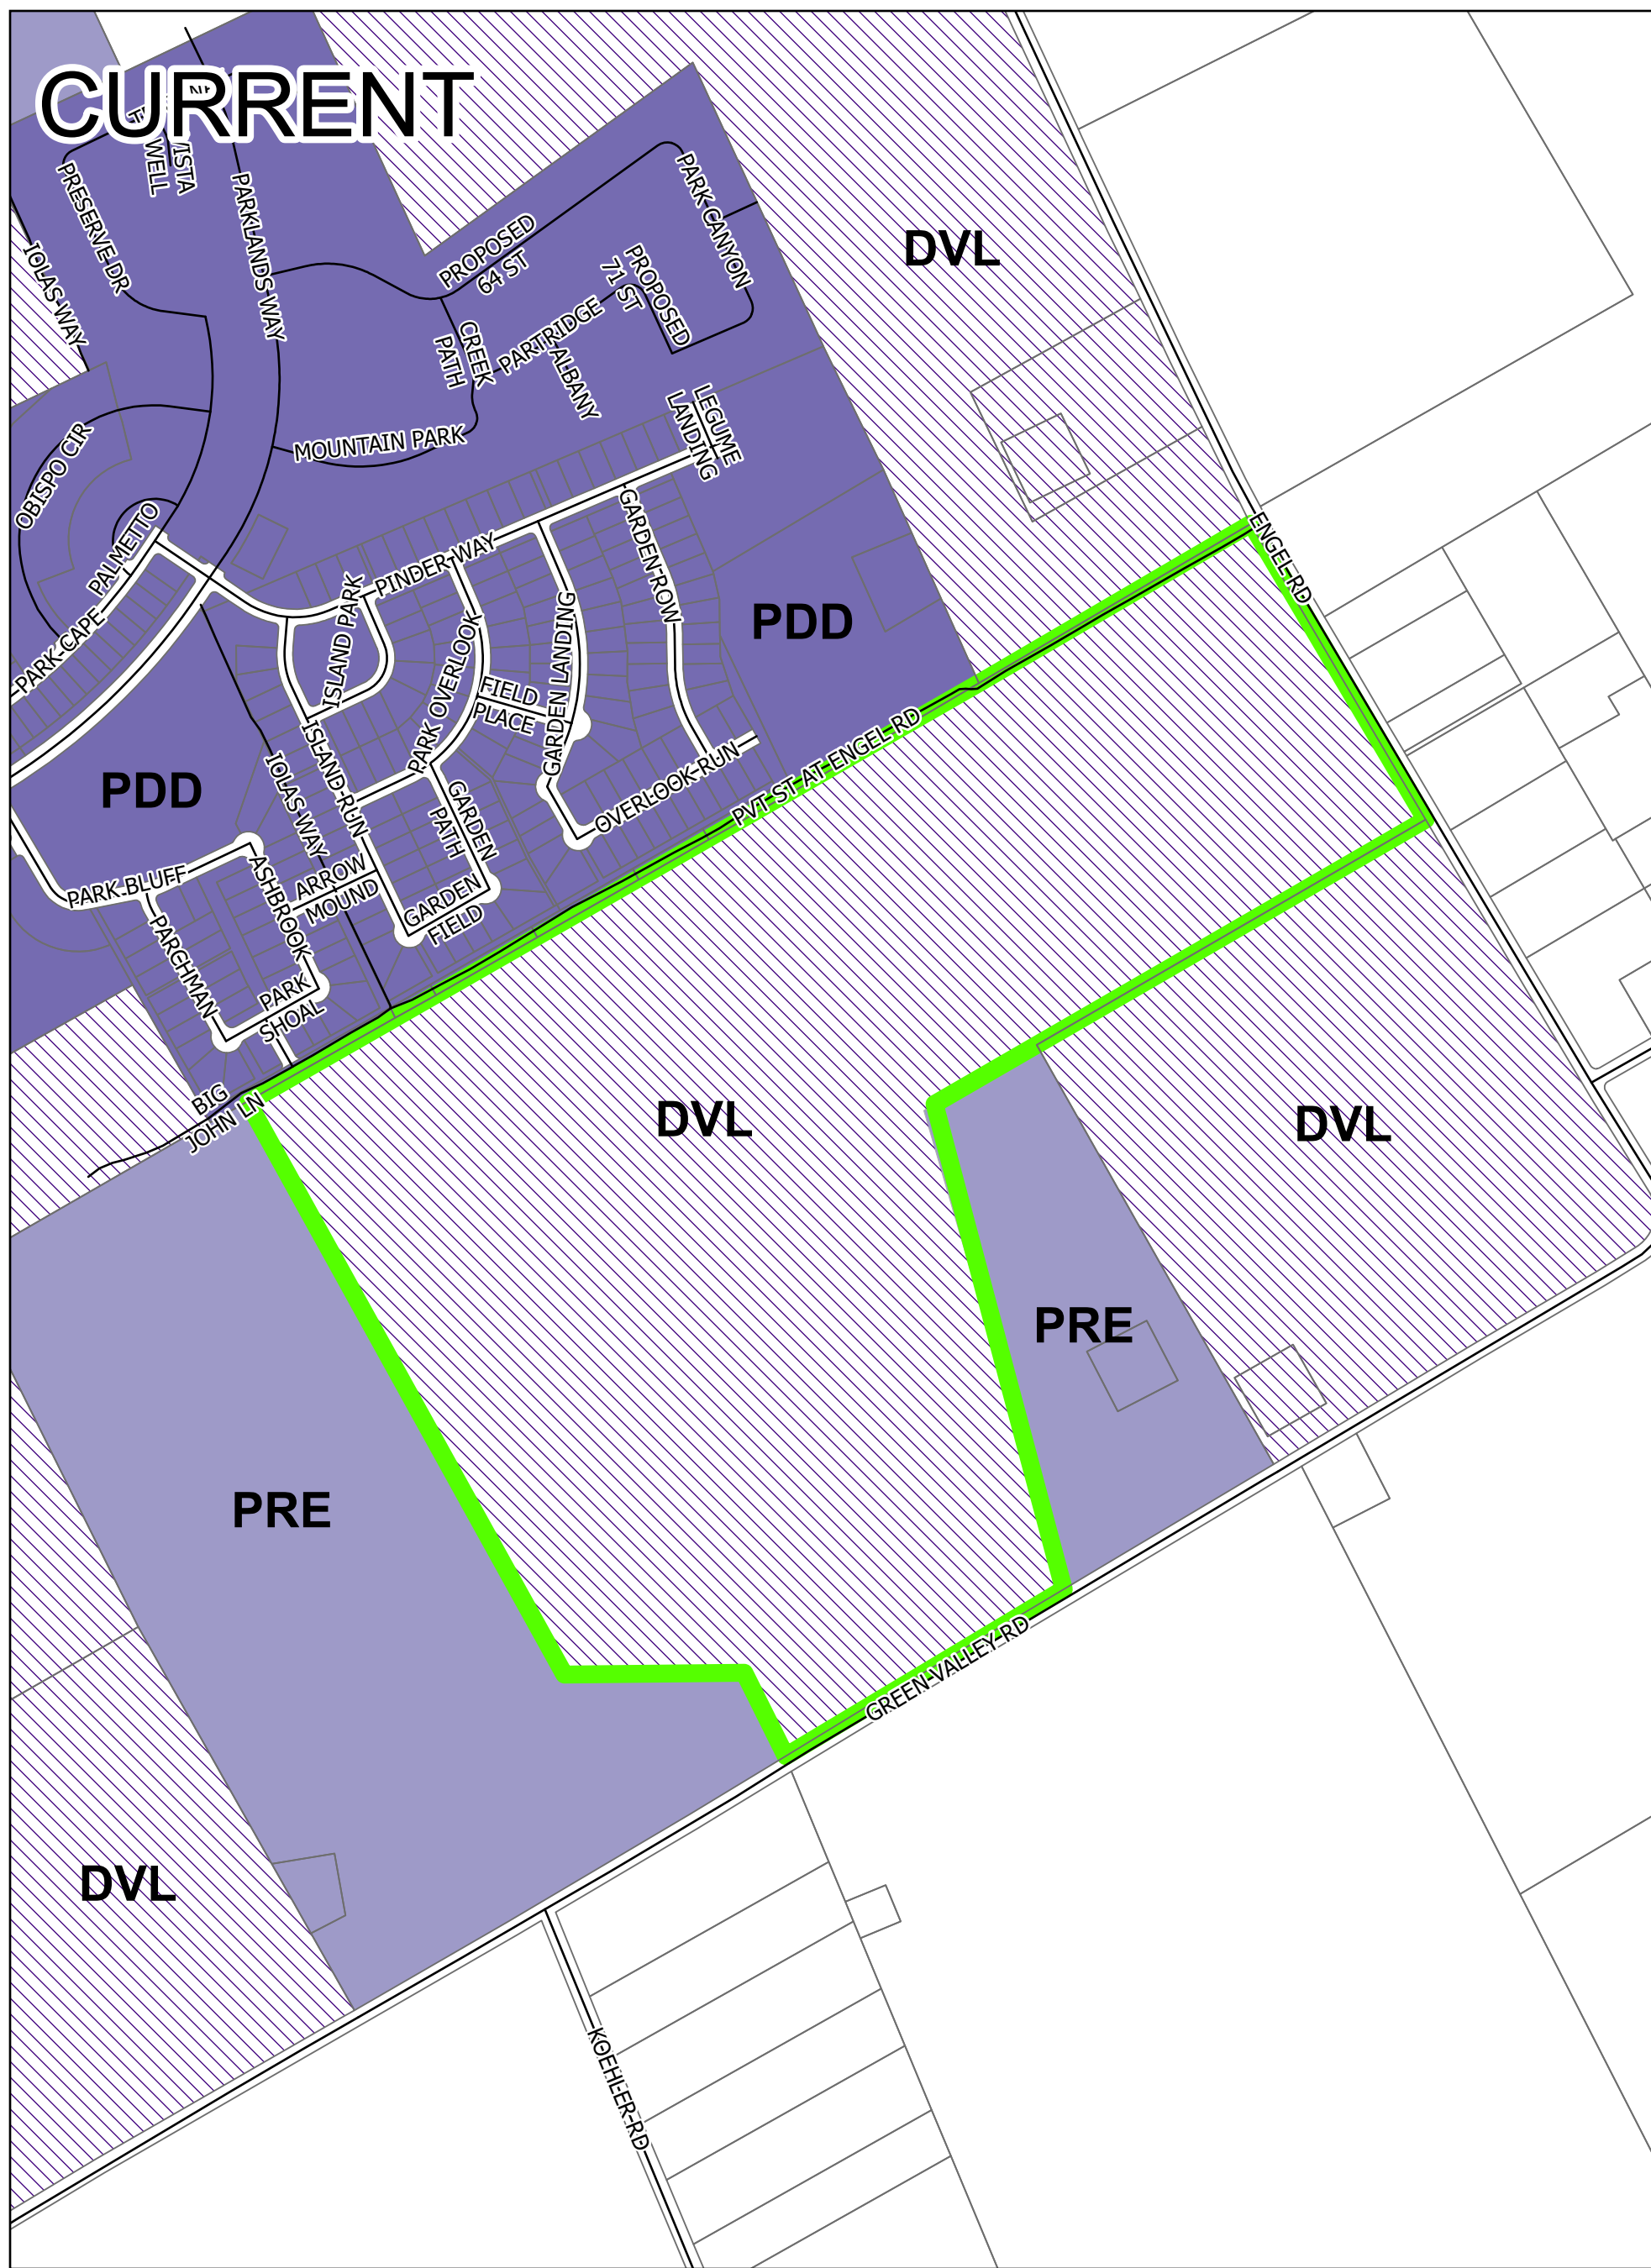 CURRENT
VISTA
WELL
PRESERVE DR
IOLAS WAY
PARKLANDS WAY
PROPOSED
64 ST
PARK CANYON
DVL
PROPOSED
71 ST
PARTRIDGE
CREEK
PATH
ALBANY
LEGUME
LANDING
MOUNTAIN PARK
OBISPO CIR
PALMETTO
PARK CAPE
PINDER WAY
GARDEN ROW
ENGEL RD
ISLAND PARK
PARK OVERLOOK
GARDEN LANDING
PDD
FIELD
PLACE
PDD
ISLAND RUN
IOLAS WAY
GARDEN
PATH
OVERLOOK RUN
PVT ST AT ENGEL RD
PARK BLUFF
ASHBROOK
ARROW
MOUND
GARDEN
FIELD
PARCHMAN
PARK
SHOAL
BIG
JOHN LN
DVL
DVL
PRE
PRE
GREEN VALLEY RD
DVL
KOEHLER RD